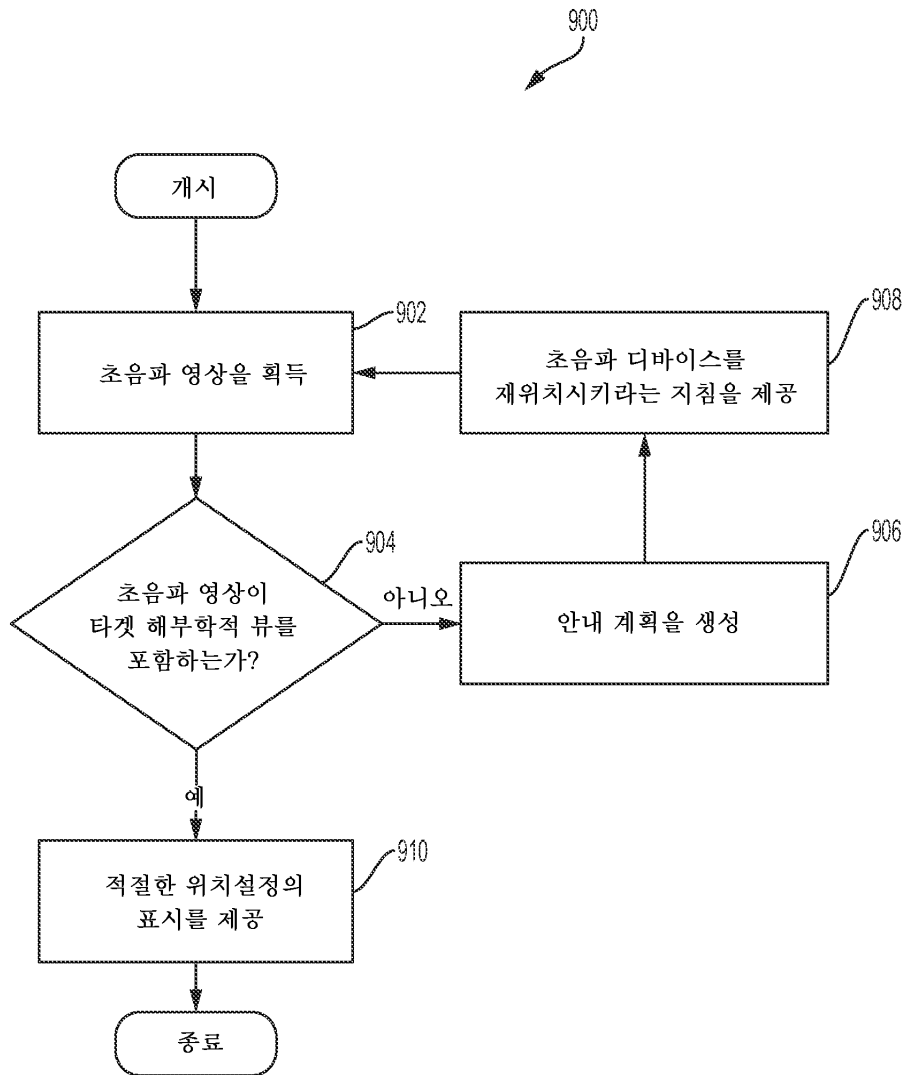 900
개시
902
초음파 영상을 획득
908
초음파 디바이스를
재위치시키라는 지침을 제공
904
초음파 영상이
타겟 해부학적 뷰를
포함하는가?
아니오
906
안내 계획을 생성
예
910
적절한 위치설정의
표시를 제공
종료